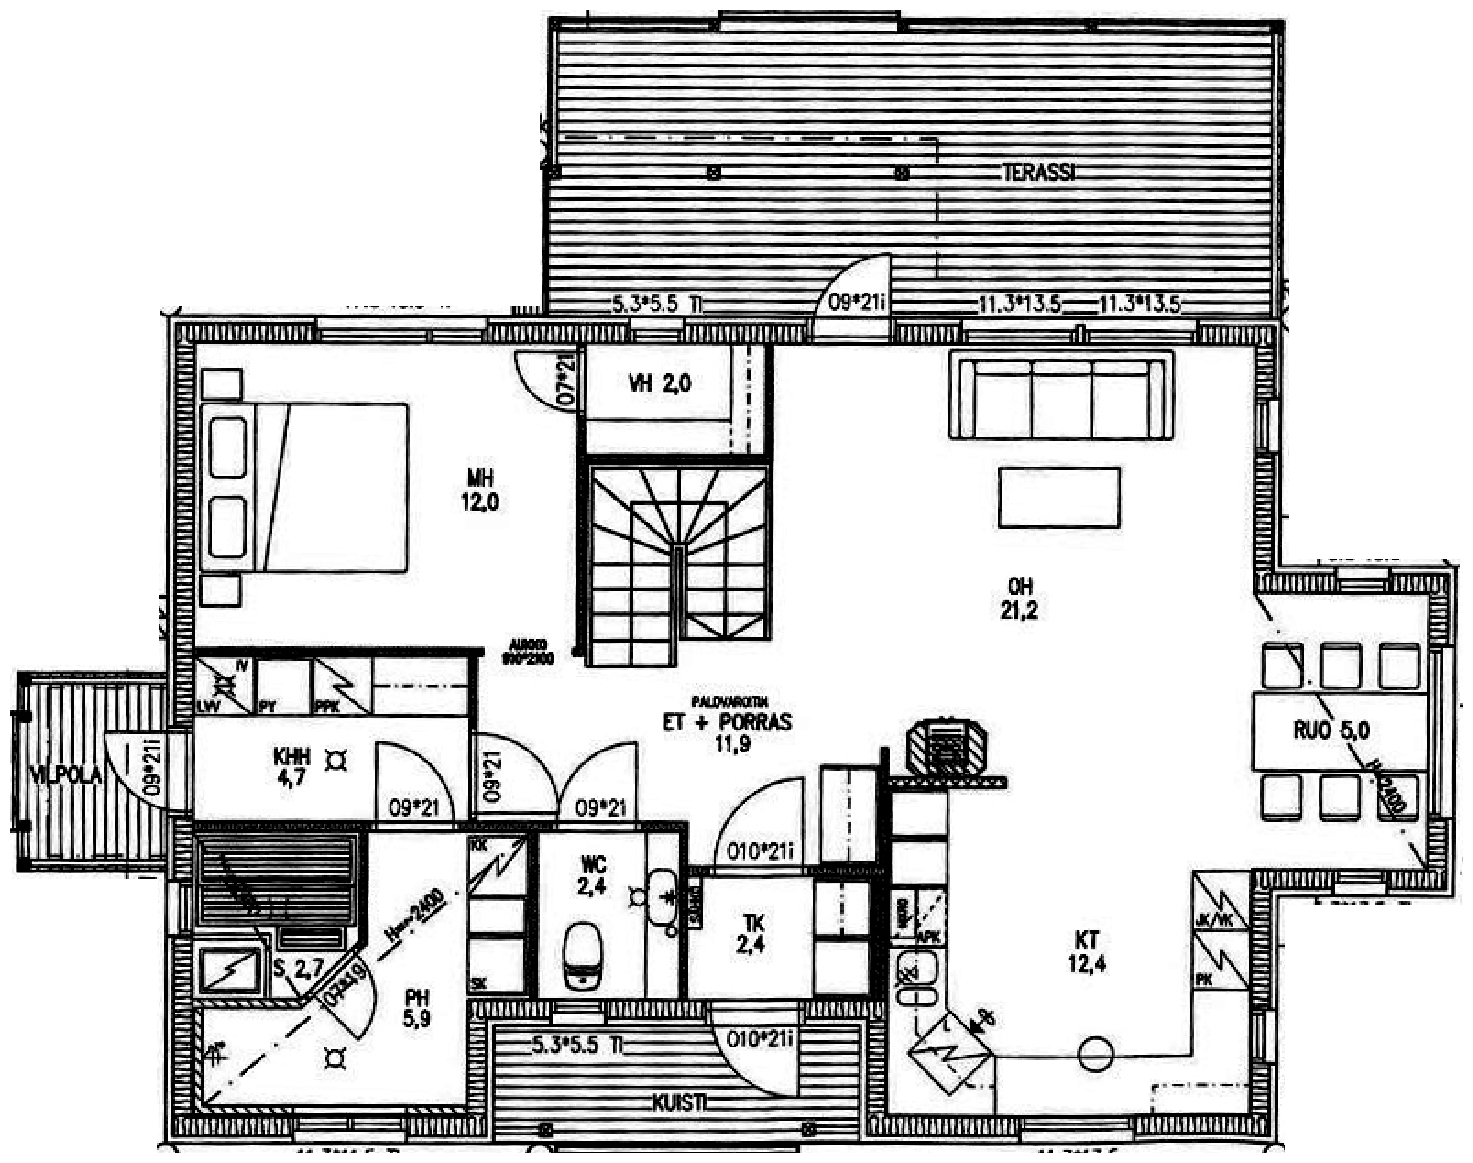 TERASSI
5.3*5.5 TI
09*21i
11.3*13.5
11.3*13.5
07*21
VH 2,0
MH
12,0
OH
21,2
AUKKO
PALOVAROITIN
ET + PORRAS
11,9
IV
LVV
PY
PPK
KHH
4,7
VILPOLA
09*21i
09*21
09*21
09*21
RUO 5,0
H=2400
010*21i
KK
WC
2,4
TK
2,4
APK
KT
12,4
JK/VK
PK
SK
S 2,7
07*19
PH
5,9
5.3*5.5 TI
010*21i
KUISTI